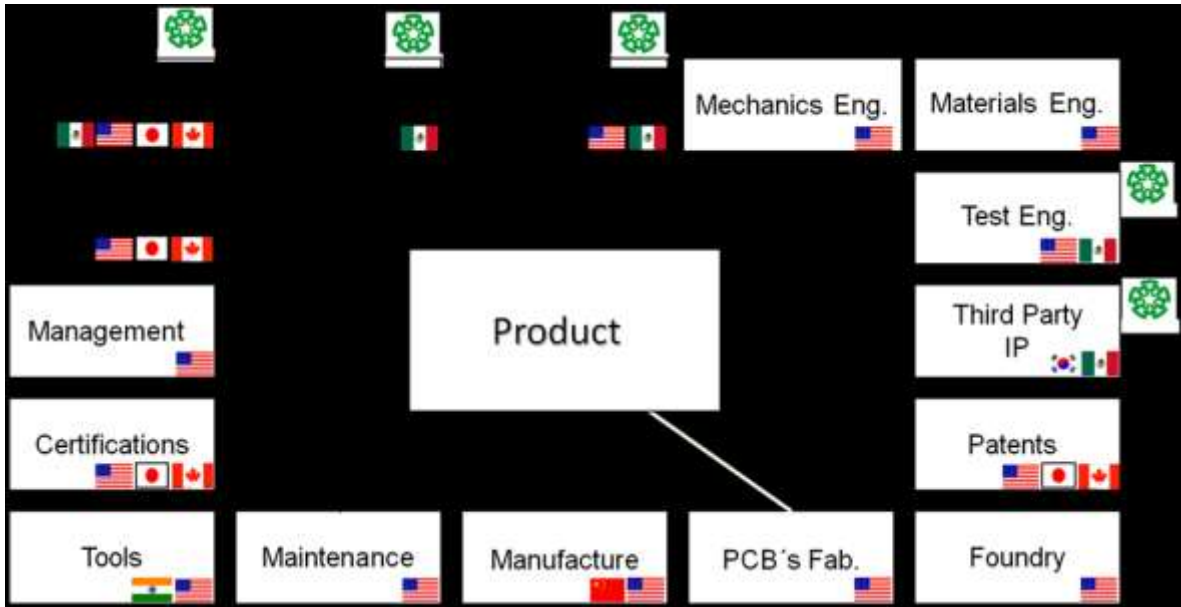 Mechanics Eng.
Materials Eng.
Test Eng.
Product
Management
Third Party
IP
Certifications
Patents
Tools
Maintenance
Manufacture
PCB´s Fab.
Foundry